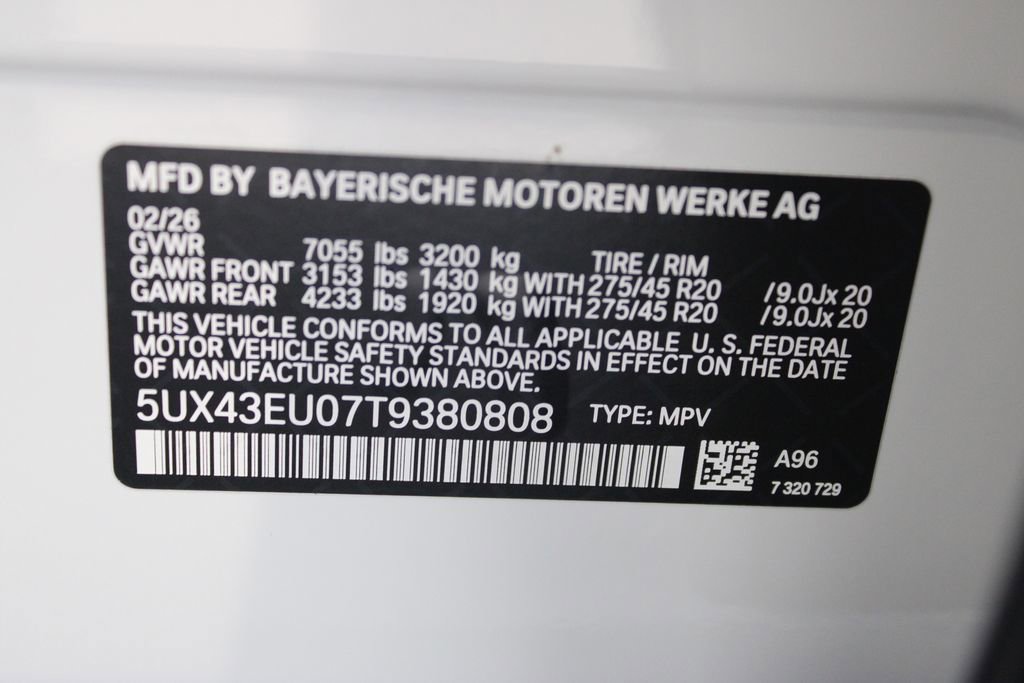 MFD BY BAYERISCHE MOTOREN WERKE AG
02/26
GVWR 7055 lbs 3200 kg TIRE / RIM
GAWR FRONT 3153 lbs 1430 kg WITH 275/45 R20 /9.0Jx 20
GAWR REAR 4233 lbs 1920 kg WITH 275/45 R20 /9.0Jx 20
THIS VEHICLE CONFORMS TO ALL APPLICABLE U. S. FEDERAL
MOTOR VEHICLE SAFETY STANDARDS IN EFFECT ON THE DATE
OF MANUFACTURE SHOWN ABOVE.
5UX43EU07T9380808 TYPE: MPV
A96
7 320 729